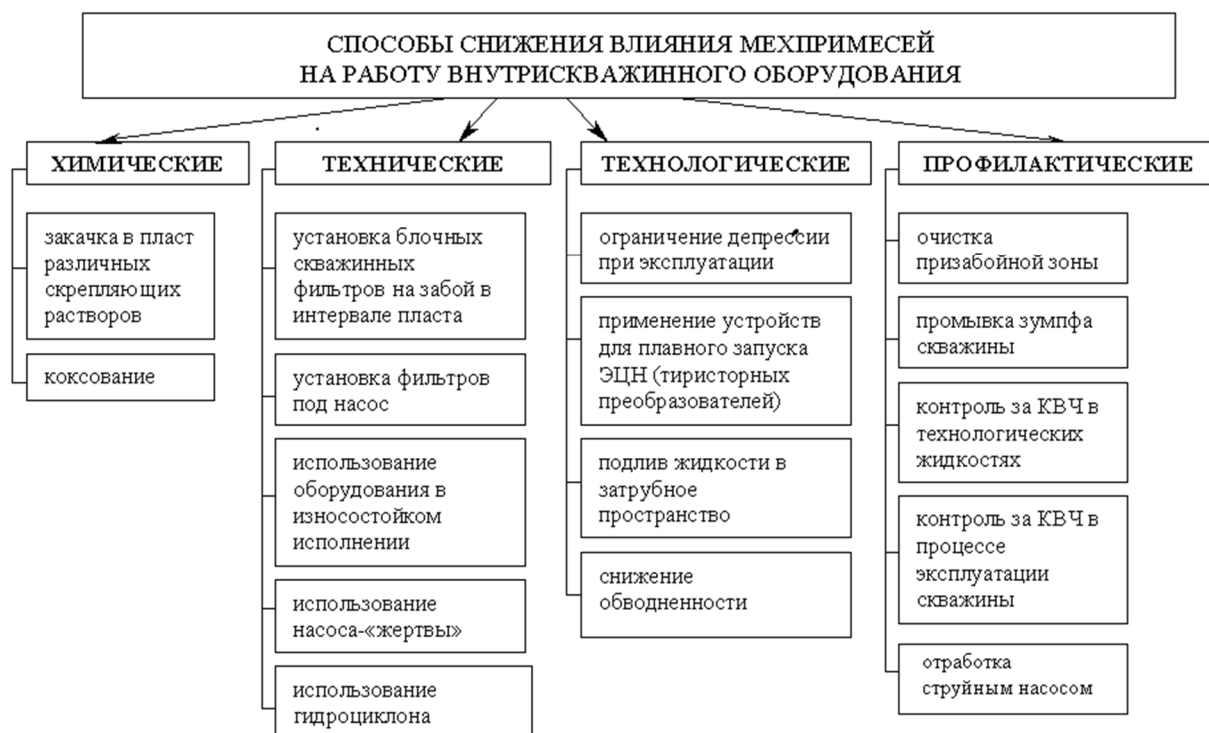 СПОСОБЫ СНИЖЕНИЯ ВЛИЯНИЯ МЕХПРИМЕСЕЙ
НА РАБОТУ ВНУТРИСКВАЖИННОГО ОБОРУДОВАНИЯ
ХИМИЧЕСКИЕ
закачка в пласт
различных
скрепляющих
растворов
коксование
ТЕХНИЧЕСКИЕ
установка блочных
скважинных
фильтров на забой в
интервале пласта
установка фильтров
под насос
использование
оборудования в
износостойком
исполнении
использование
насоса-«жертвы»
использование
гидроциклона
ТЕХНОЛОГИЧЕСКИЕ
ограничение депрессии
при эксплуатации
применение устройств
для плавного запуска
ЭЦН (тиристорных
преобразователей)
подлив жидкости в
затрубное
пространство
снижение
обводненности
ПРОФИЛАКТИЧЕСКИЕ
очистка
призабойной зоны
промывка зумпфа
скважины
контроль за КВЧ в
технологических
жидкостях
контроль за КВЧ в
процессе
эксплуатации
скважины
отработка
струйным насосом